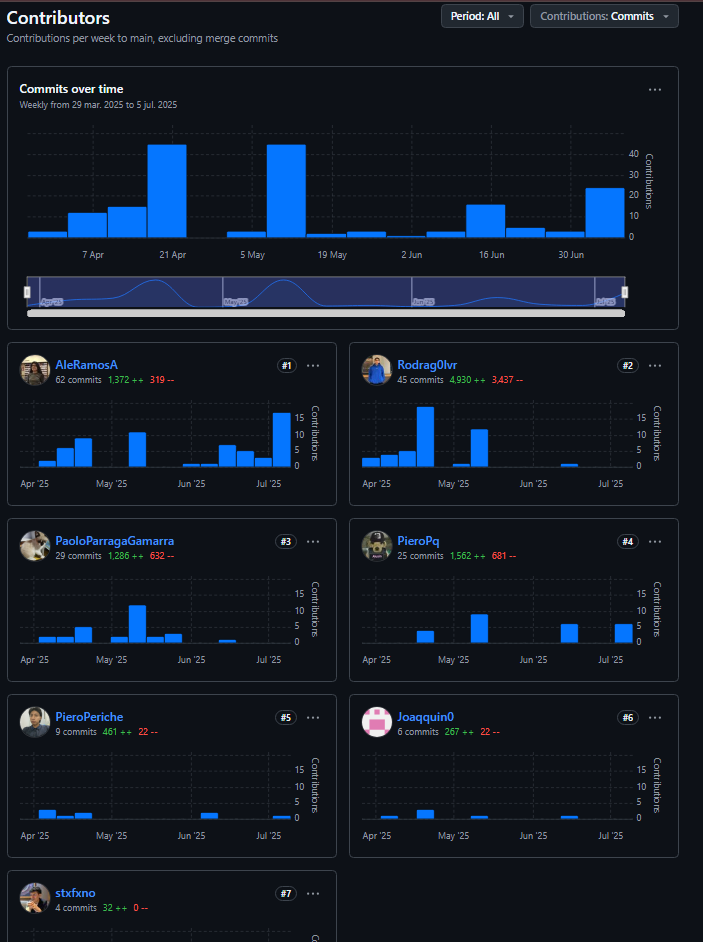 Contributors
Period: All
Contributions: Commits
Contributions per week to main, excluding merge commits
Commits over time
Weekly from 29 mar. 2025 to 5 jul. 2025
40
30
20
10
0
Contributions
7 Apr 21 Apr 5 May 19 May 2 Jun 16 Jun 30 Jun
Apr '25 May '25 Jun '25 Jul '25
AleRamosA #1
62 commits 1,372 ++ 319 --
15
10
5
0
Contributions
Apr '25 May '25 Jun '25 Jul '25
Rodrag0lvr #2
45 commits 4,930 ++ 3,437 --
15
10
5
0
Contributions
Apr '25 May '25 Jun '25 Jul '25
PaoloParragaGamarra #3
29 commits 1,286 ++ 632 --
15
10
5
0
Contributions
Apr '25 May '25 Jun '25 Jul '25
PieroPq #4
25 commits 1,562 ++ 681 --
15
10
5
0
Contributions
Apr '25 May '25 Jun '25 Jul '25
PieroPeriche #5
9 commits 461 ++ 22 --
15
10
5
0
Contributions
Apr '25 May '25 Jun '25 Jul '25
Joaqquin0 #6
6 commits 267 ++ 22 --
15
10
5
0
Contributions
Apr '25 May '25 Jun '25 Jul '25
stxfxno #7
4 commits 32 ++ 0 --